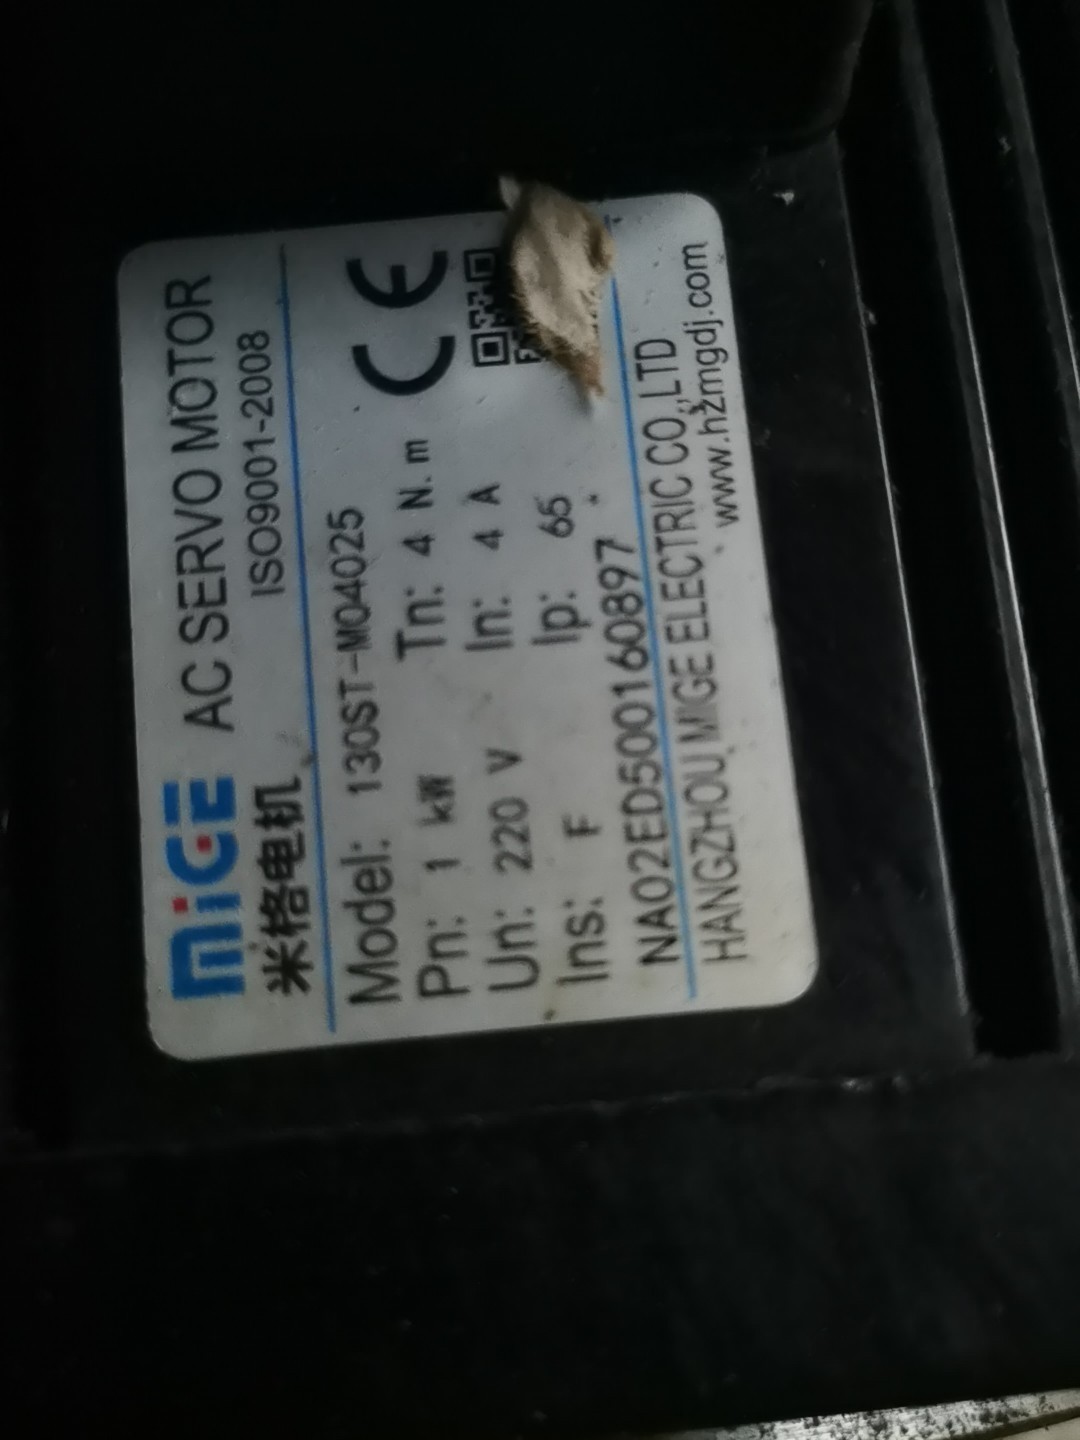 MiGE AC SERVO MOTOR
米格电机 ISO9001-2008
Model: 130ST-M04025
Pn: 1 kW Tn: 4 N.m
Un: 220 V In: 4 A
Ins: F Ip: 65
NA02ED500160897
HANGZHOU MIGE ELECTRIC CO.,LTD
www.hzmgdj.com
CE